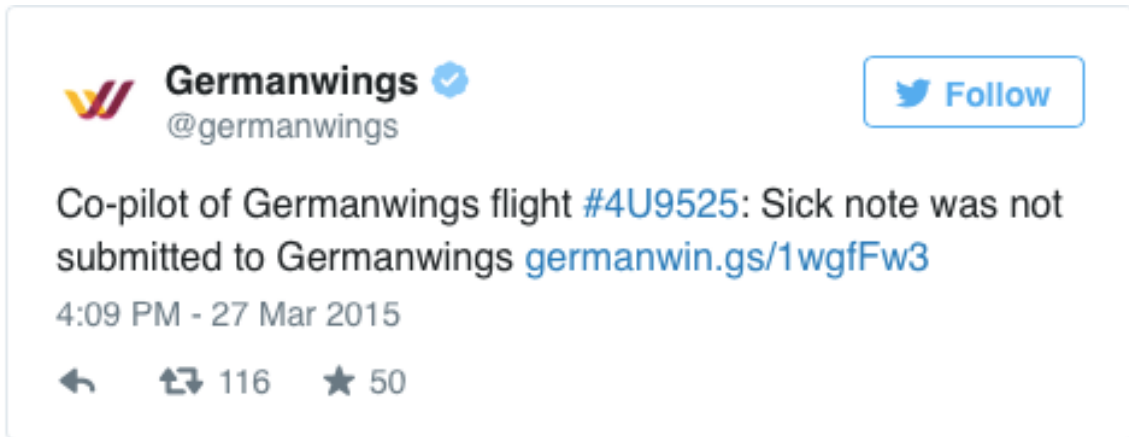 Germanwings
@germanwings
Follow
Co-pilot of Germanwings flight #4U9525: Sick note was not
submitted to Germanwings germanwin.gs/1wgfFw3
4:09 PM - 27 Mar 2015
116 50